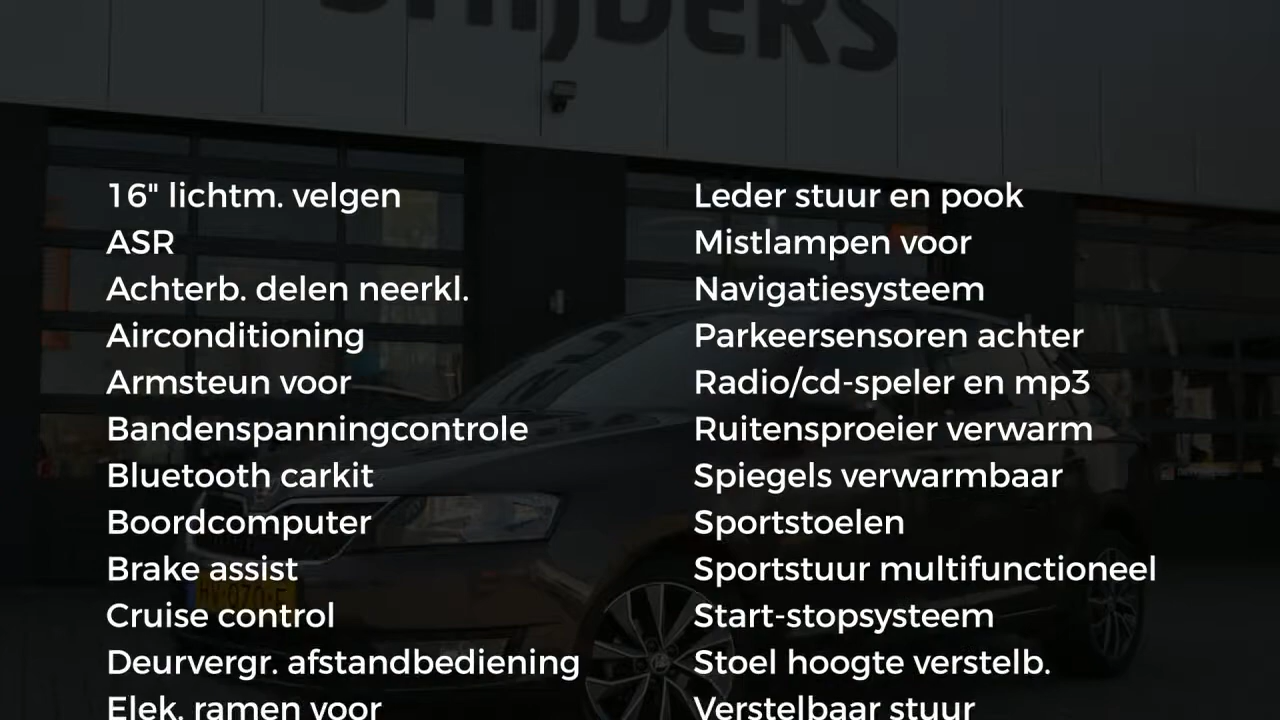 16" lichtm. velgen
ASR
Achterb. delen neerkl.
Airconditioning
Armsteun voor
Bandenspanningcontrole
Bluetooth carkit
Boordcomputer
Brake assist
Cruise control
Deurvergr. afstandbediening
Elek. ramen voor
Leder stuur en pook
Mistlampen voor
Navigatiesysteem
Parkeersensoren achter
Radio/cd-speler en mp3
Ruitensproeier verwarm
Spiegels verwarmbaar
Sportstoelen
Sportstuur multifunctioneel
Start-stopsysteem
Stoel hoogte verstelb.
Verstelbaar stuur